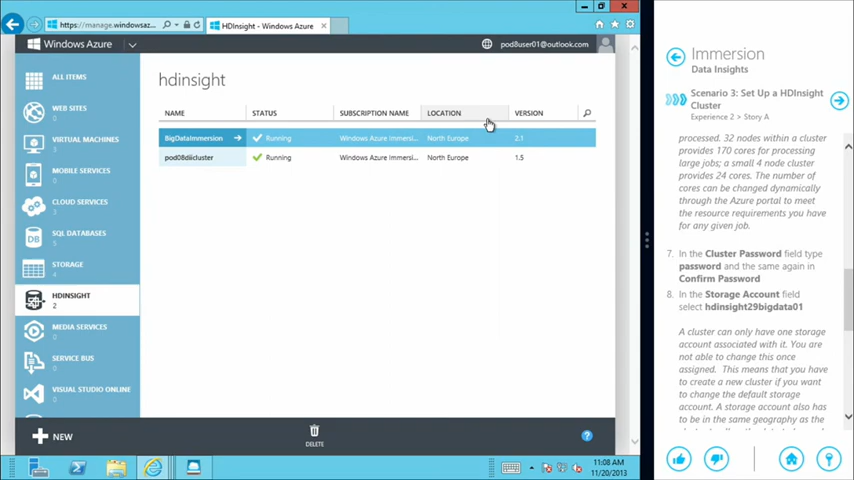 https://manage.windowsaz...
HDInsight - Windows Azure
Windows Azure
pod8user01@outlook.com
ALL ITEMS
WEB SITES
0
VIRTUAL MACHINES
3
MOBILE SERVICES
0
CLOUD SERVICES
3
SQL DATABASES
5
STORAGE
4
HDINSIGHT
2
MEDIA SERVICES
0
SERVICE BUS
0
VISUAL STUDIO ONLINE
0
hdinsight
NAME STATUS SUBSCRIPTION NAME LOCATION VERSION
BigDataImmersion Running Windows Azure Immersi... North Europe 2.1
pod08diicluster Running Windows Azure Immersi... North Europe 1.5
NEW
DELETE
?
11:08 AM
11/20/2013
Immersion
Data Insights
Scenario 3: Set Up a HDInsight
Cluster
Experience 2 > Story A
processed. 32 nodes within a cluster
provides 170 cores for processing
large jobs; a small 4 node cluster
provides 24 cores. The number of
cores can be changed dynamically
through the Azure portal to meet
the resource requirements you have
for any given job.
7. In the Cluster Password field type
password and the same again in
Confirm Password
8. In the Storage Account field
select hdinsight29bigdata01
A cluster can only have one storage
account associated with it. You are
not able to change this once
assigned. This means that you have
to create a new cluster if you want
to change the default storage
account. A storage account also has
to be in the same geography as the